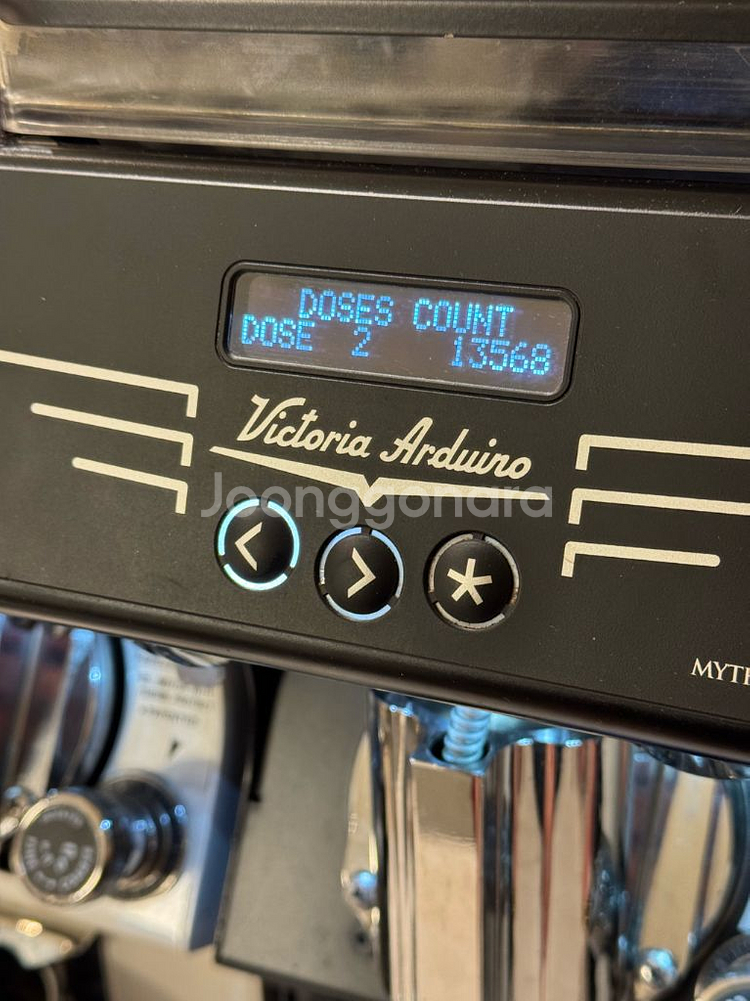 DOSES COUNT
DOSE 2 13568
Victoria Arduino
Joonggonara
< > *